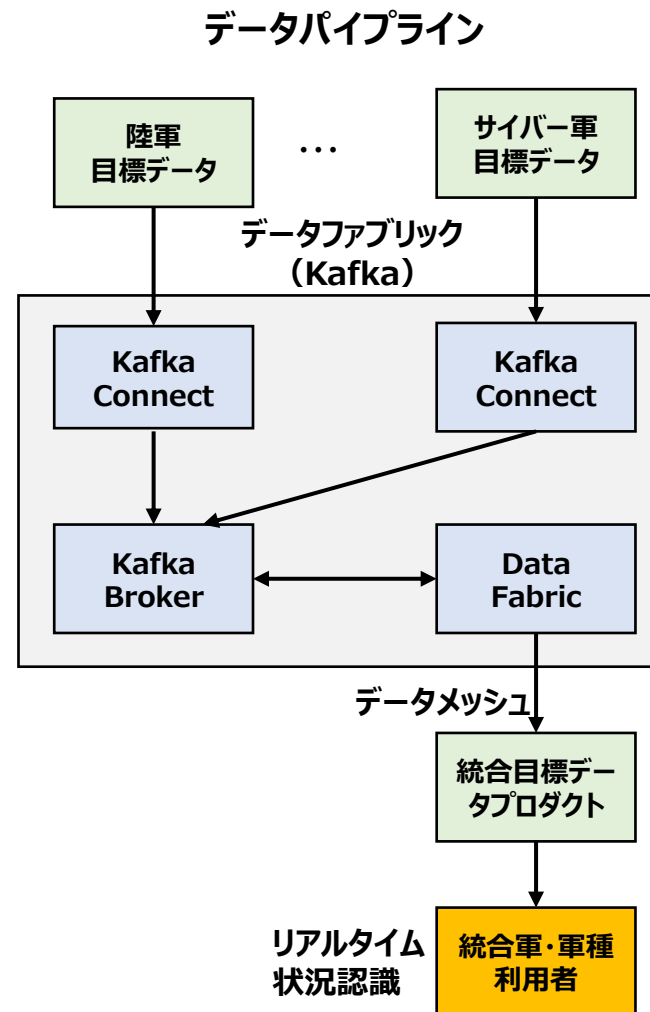 データパイプライン
陸軍
目標データ
...
サイバー軍
目標データ
データファブリック
（Kafka）
Kafka
Connect
Kafka
Connect
Kafka
Broker
Data
Fabric
データメッシュ
統合目標デー
タプロダクト
リアルタイム
状況認識
統合軍・軍種
利用者